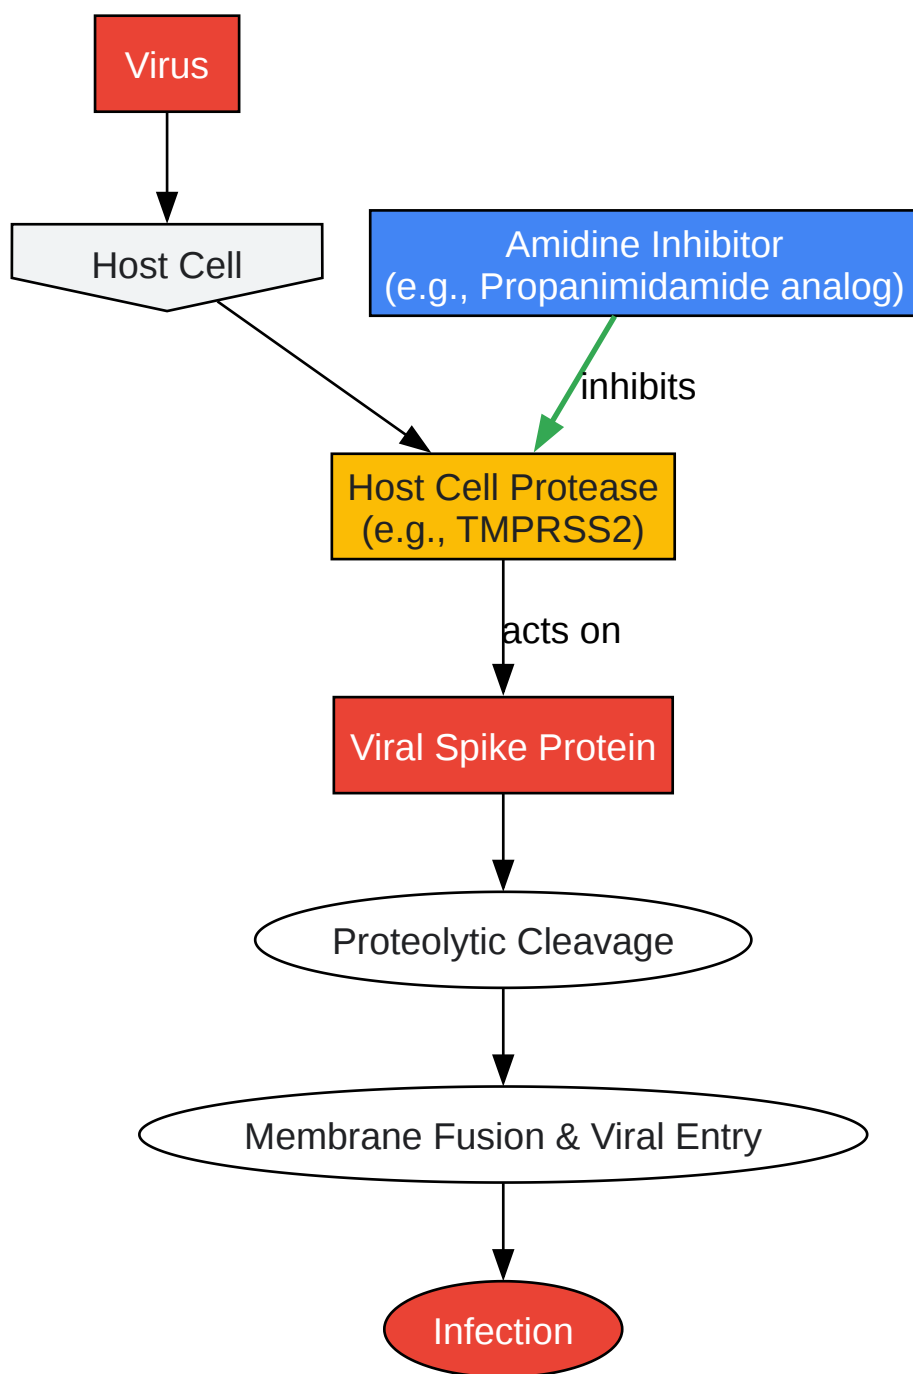 Virus
Host Cell
Amidine Inhibitor
(e.g., Propanimidamide analog)
inhibits
Host Cell Protease
(e.g., TMPRSS2)
acts on
Viral Spike Protein
Proteolytic Cleavage
Membrane Fusion & Viral Entry
Infection